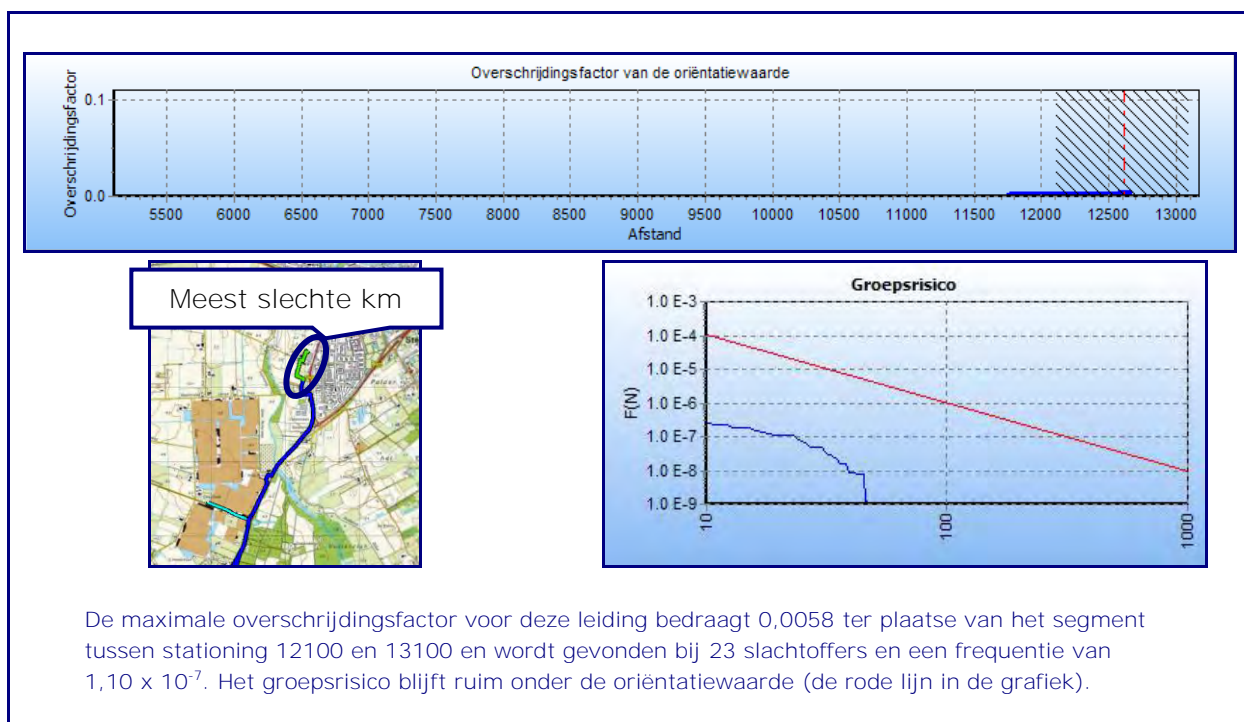 Overschrijdingsfactor van de oriëntatiewaarde
Overschrijdingsfactor
0.1
0.0
5500 6000 6500 7000 7500 8000 8500 9000 9500 10000 10500 11000 11500 12000 12500 13000
Afstand
Meest slechte km
Groepsrisico
F(N)
1.0 E-3
1.0 E-4
1.0 E-5
1.0 E-6
1.0 E-7
1.0 E-8
1.0 E-9
10 100 1000
De maximale overschrijdingsfactor voor deze leiding bedraagt 0,0058 ter plaatse van het segment
tussen stationing 12100 en 13100 en wordt gevonden bij 23 slachtoffers en een frequentie van
1,10 x 10⁻⁷. Het groepsrisico blijft ruim onder de oriëntatiewaarde (de rode lijn in de grafiek).